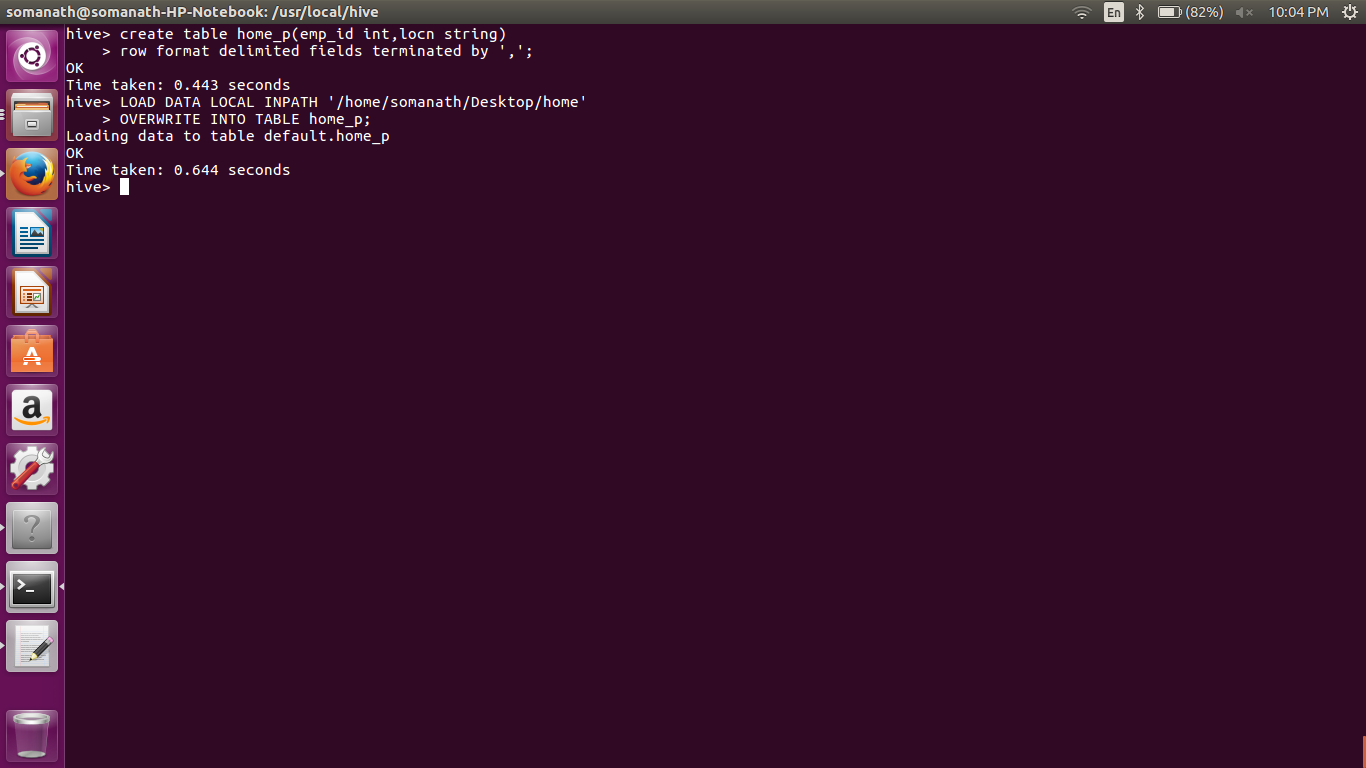 somanath@somanath-HP-Notebook: /usr/local/hive
En
(82%)
10:04 PM
hive> create table home_p(emp_id int,locn string)
    > row format delimited fields terminated by ',';
OK
Time taken: 0.443 seconds
hive> LOAD DATA LOCAL INPATH '/home/somanath/Desktop/home'
    > OVERWRITE INTO TABLE home_p;
Loading data to table default.home_p
OK
Time taken: 0.644 seconds
hive>